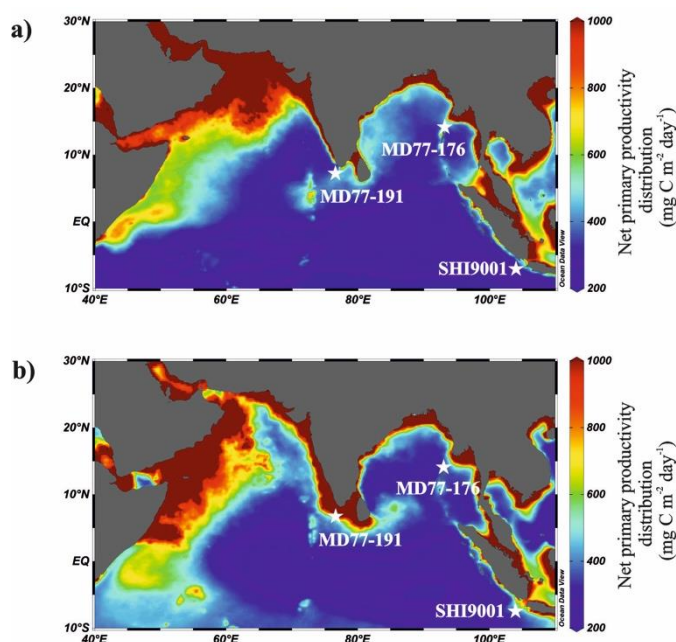 a)
30°N
20°N
10°N
EQ
10°S
40°E
60°E
80°E
100°E
MD77-176
MD77-191
SHI9001
Ocean Data View
1000
800
600
400
200
Net primary productivity
distribution
(mg C m⁻² day⁻¹)
b)
30°N
20°N
10°N
EQ
10°S
40°E
60°E
80°E
100°E
MD77-176
MD77-191
SHI9001
Ocean Data View
1000
800
600
400
200
Net primary productivity
distribution
(mg C m⁻² day⁻¹)